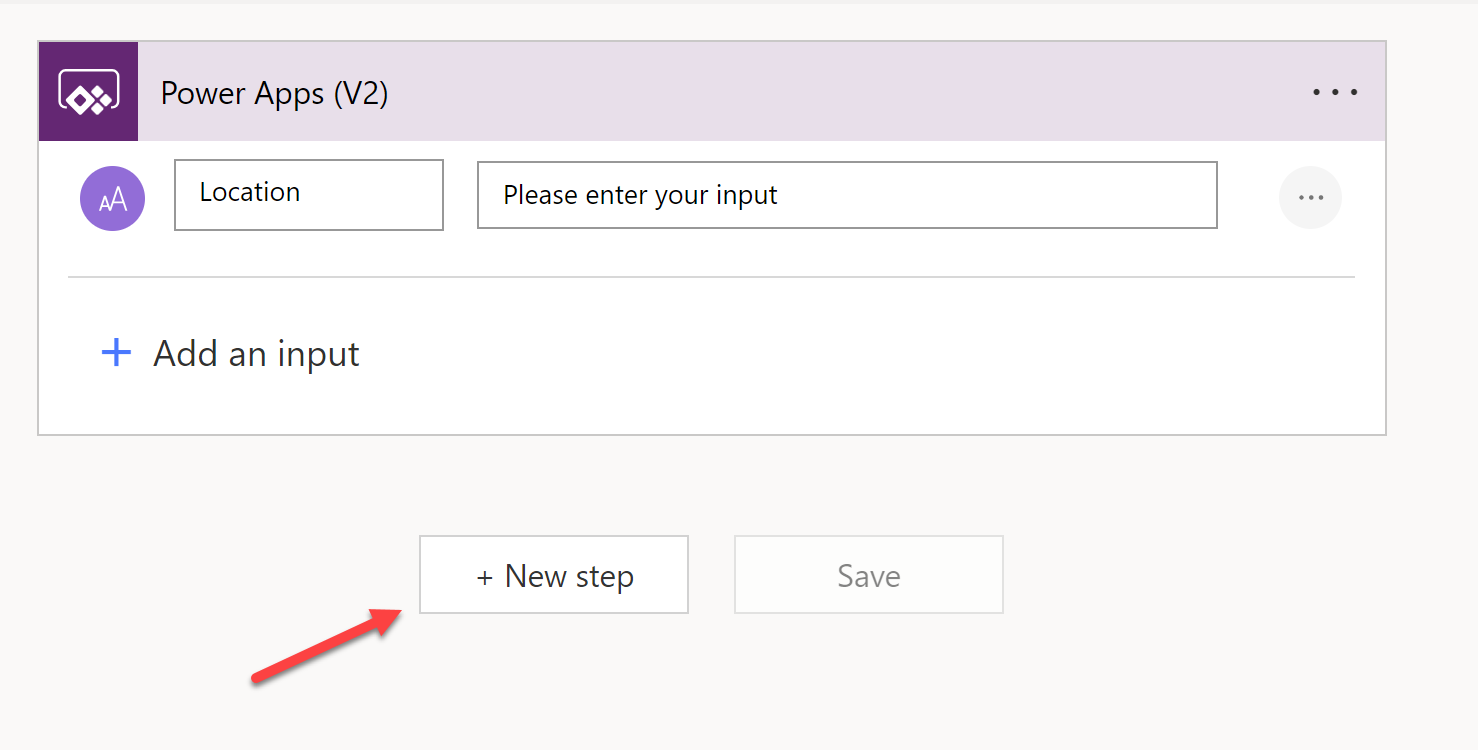 Power Apps (V2)
AA
Location
Please enter your input
Add an input
+ New step
Save